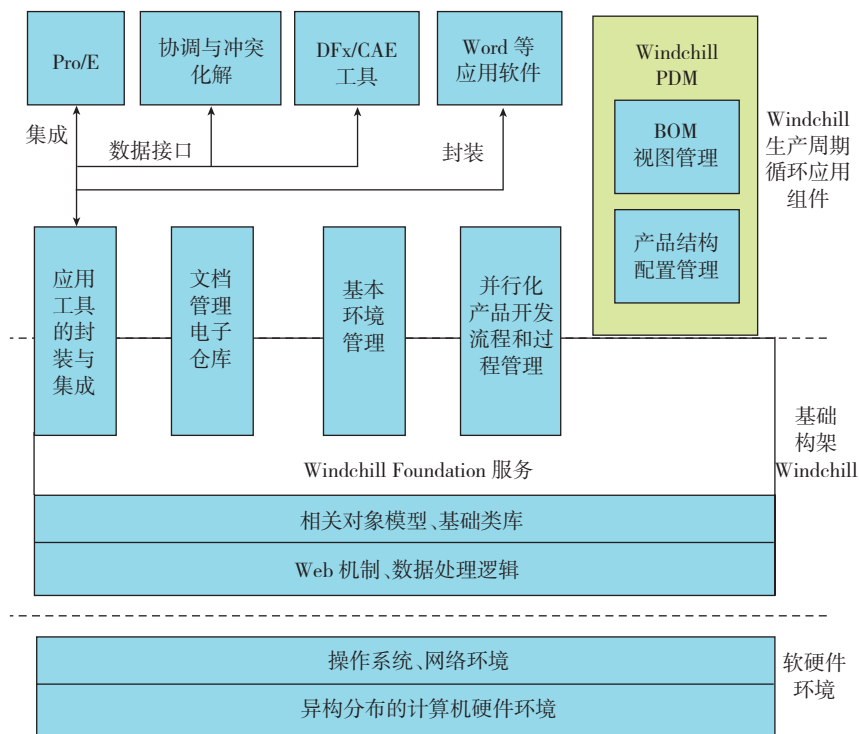 Pro/E
协调与冲突
化解
DFx/CAE
工具
Word 等
应用软件
Windchill
PDM
BOM
视图管理
产品结构
配置管理
Windchill
生产周期
循环应用
组件
集成
数据接口
封装
应用
工具
的封
装与
集成
文档
管理
电子
仓库
基本
环境
管理
并行化
产品开发
流程和过
程管理
基础
构架
Windchill
Windchill Foundation 服务
相关对象模型、基础类库
Web 机制、数据处理逻辑
操作系统、网络环境
异构分布的计算机硬件环境
软硬件
环境